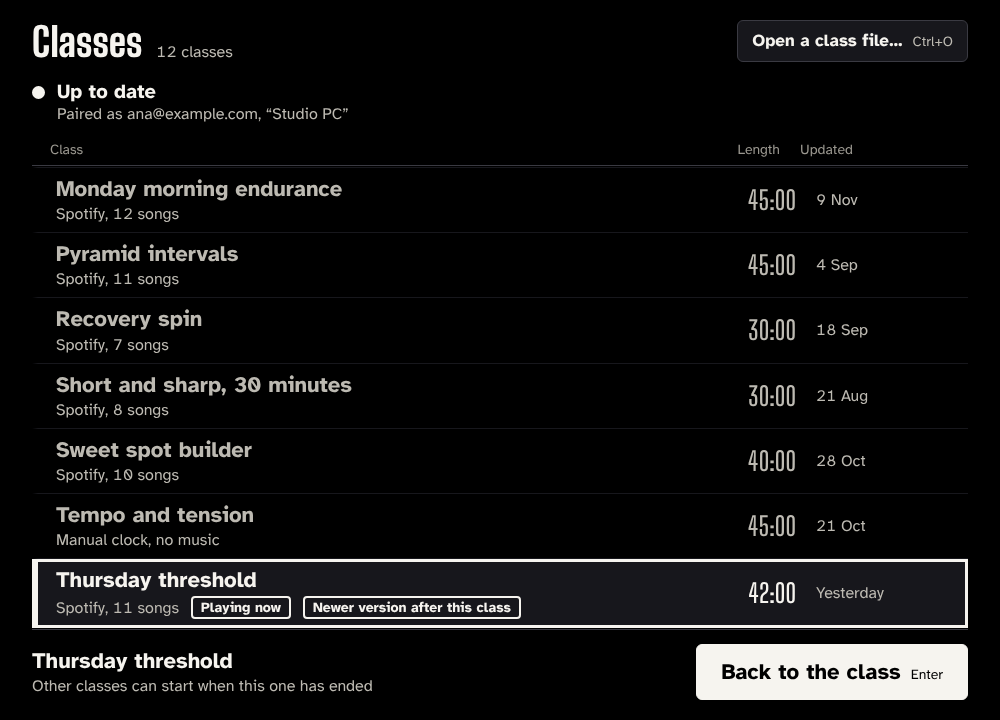 Classes 12 classes Open a class file... Ctrl+O
Up to date
Paired as ana@example.com, “Studio PC”
Class Length Updated
Monday morning endurance 45:00 9 Nov
Spotify, 12 songs
Pyramid intervals 45:00 4 Sep
Spotify, 11 songs
Recovery spin 30:00 18 Sep
Spotify, 7 songs
Short and sharp, 30 minutes 30:00 21 Aug
Spotify, 8 songs
Sweet spot builder 40:00 28 Oct
Spotify, 10 songs
Tempo and tension 45:00 21 Oct
Manual clock, no music
Thursday threshold 42:00 Yesterday
Spotify, 11 songs Playing now Newer version after this class
Thursday threshold Back to the class Enter
Other classes can start when this one has ended